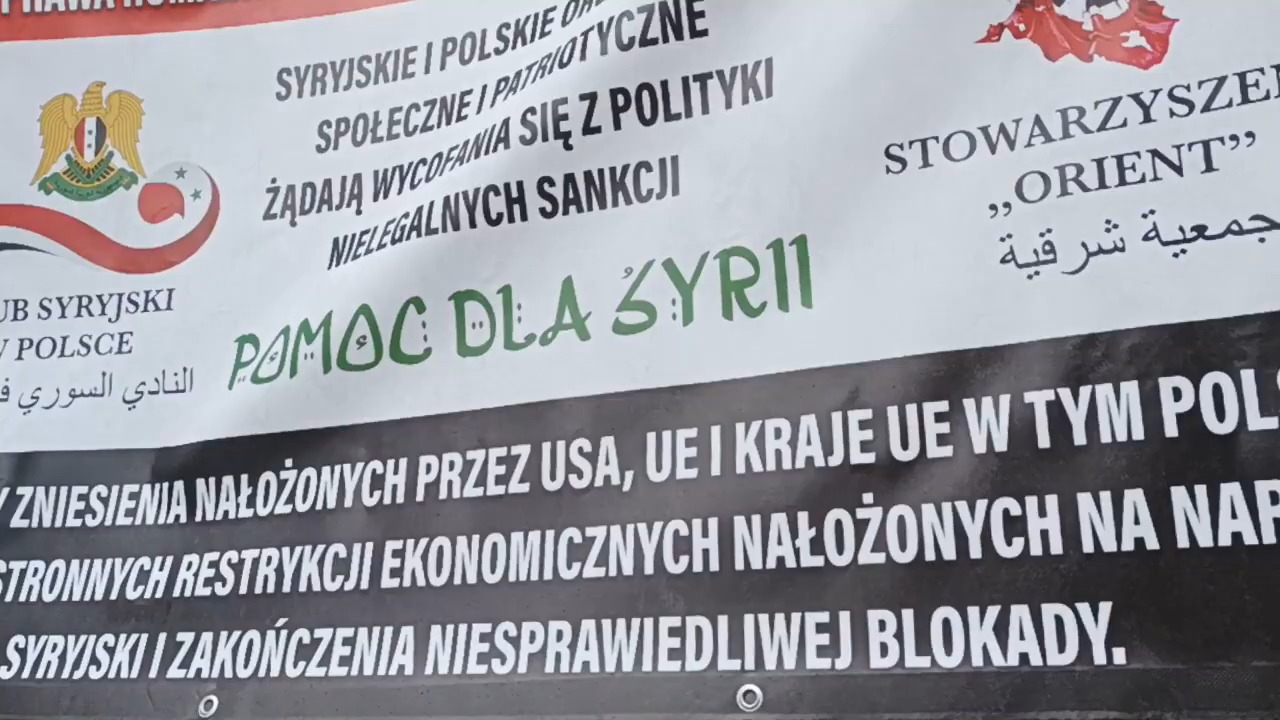 SYRYJSKIE I POLSKIE
SPOŁECZNE I PATRIOTYCZNE
ŻĄDAJĄ WYCOFANIA SIĘ Z POLITYKI
NIELEGALNYCH SANKCJI
POMOC DLA SYRII
UB SYRYJSKI
W POLSCE
النادي السوري ف
STOWARZYSZE
„ORIENT”
جمعية شرقية
ZNIESIENIA NAŁOŻONYCH PRZEZ USA, UE I KRAJE UE W TYM POLS
STRONNYCH RESTRYKCJI EKONOMICZNYCH NAŁOŻONYCH NA NAR
SYRYJSKI I ZAKOŃCZENIA NIESPRAWIEDLIWEJ BLOKADY.